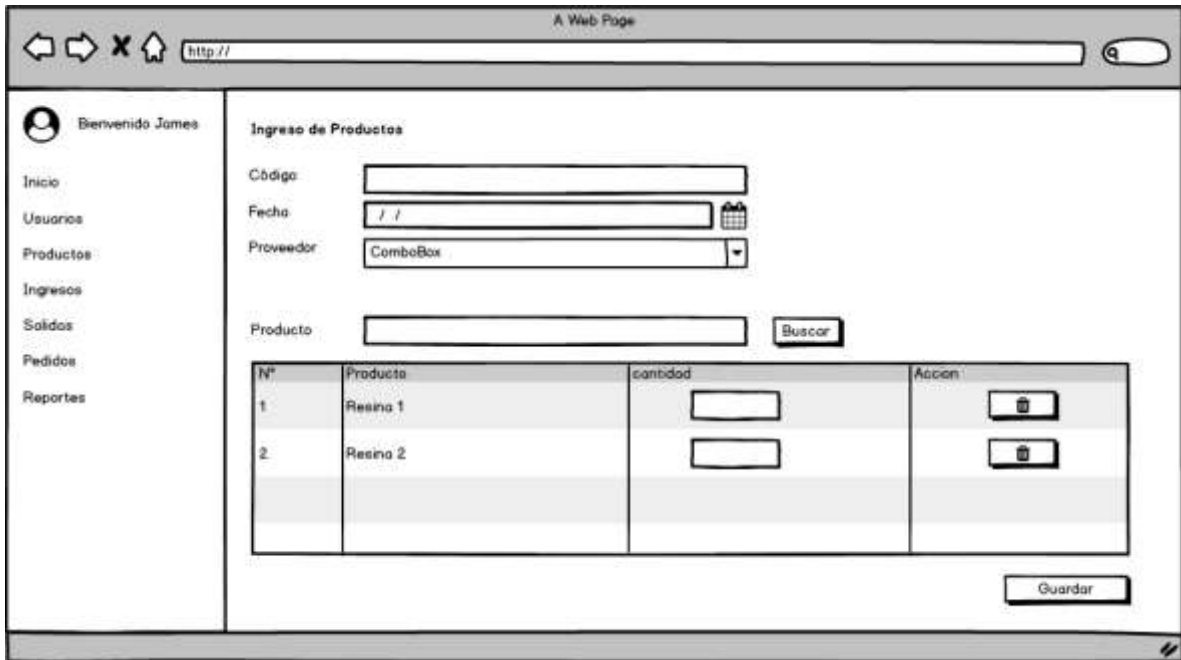 A Web Page
http://
Bienvenido James
Inicio
Usuarios
Productos
Ingresos
Salidas
Pedidos
Reportes
Ingreso de Productos
Código
Fecha / /
Proveedor ComboBox
Producto Buscar
N° Producto cantidad Accion
1 Resina 1
2 Resina 2
Guardar